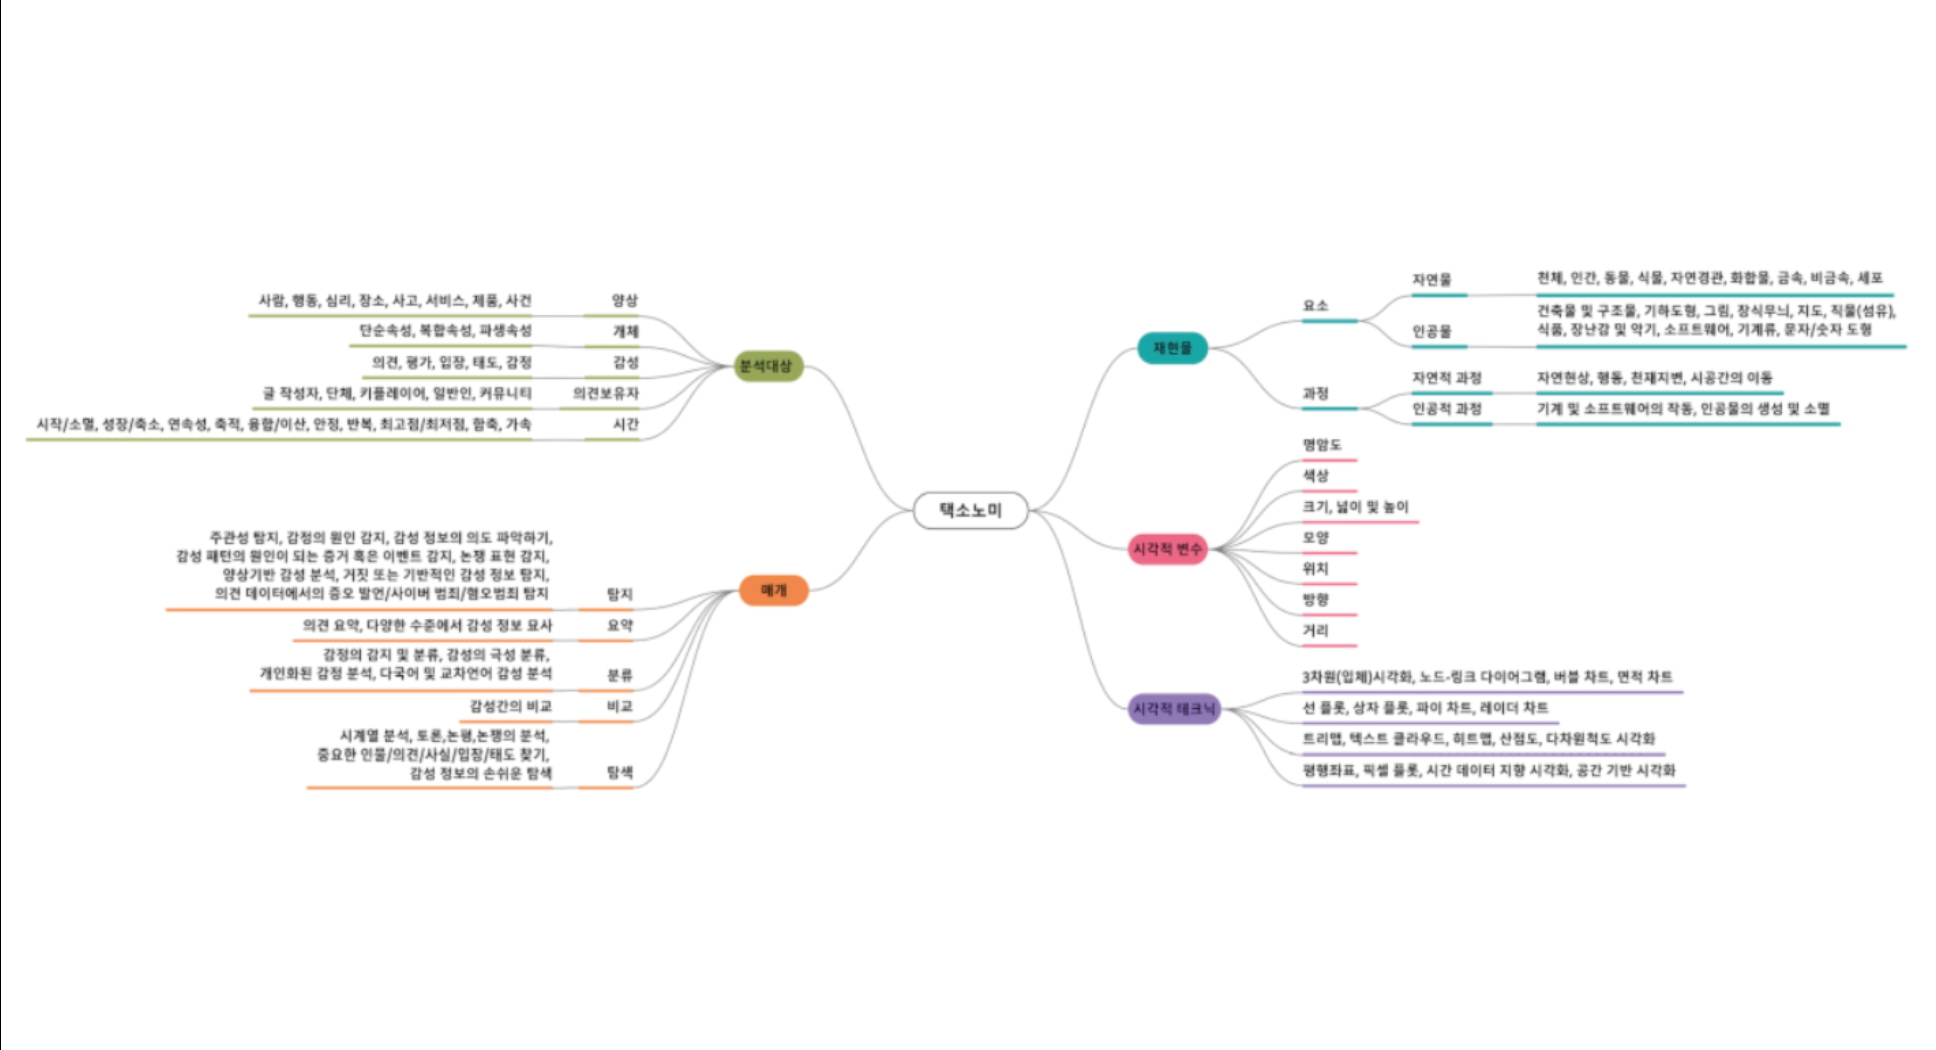 택소노미
분석대상
양상
사람, 행동, 심리, 장소, 사고, 서비스, 제품, 사건
개체
단순속성, 복합속성, 파생속성
감성
의견, 평가, 입장, 태도, 감정
의견보유자
글 작성자, 단체, 키플레이어, 일반인, 커뮤니티
시간
시작/소멸, 성장/축소, 연속성, 축적, 융합/이산, 안정, 반복, 최고점/최저점, 함축, 가속
매개
탐지
주관성 탐지, 감정의 원인 감지, 감성 정보의 의도 파악하기,
감성 패턴의 원인이 되는 증거 혹은 이벤트 감지, 논쟁 표현 감지,
양상기반 감성 분석, 거짓 또는 기반적인 감성 정보 탐지,
의견 데이터에서의 증오 발언/사이버 범죄/혐오범죄 탐지
요약
의견 요약, 다양한 수준에서 감성 정보 묘사
분류
감정의 감지 및 분류, 감성의 극성 분류,
개인화된 감정 분석, 다국어 및 교차언어 감성 분석
비교
감성간의 비교
탐색
시계열 분석, 토론,논평,논쟁의 분석,
중요한 인물/의견/사실/입장/태도 찾기,
감성 정보의 손쉬운 탐색
재현물
요소
자연물
천체, 인간, 동물, 식물, 자연경관, 화합물, 금속, 비금속, 세포
인공물
건축물 및 구조물, 기하도형, 그림, 장식무늬, 지도, 직물(섬유),
식품, 장난감 및 악기, 소프트웨어, 기계류, 문자/숫자 도형
과정
자연적 과정
자연현상, 행동, 천재지변, 시공간의 이동
인공적 과정
기계 및 소프트웨어의 작동, 인공물의 생성 및 소멸
시각적 변수
명암도
색상
크기, 넓이 및 높이
모양
위치
방향
거리
시각적 테크닉
3차원(입체)시각화, 노드-링크 다이어그램, 버블 차트, 면적 차트
선 플롯, 상자 플롯, 파이 차트, 레이더 차트
트리맵, 텍스트 클라우드, 히트맵, 산점도, 다차원척도 시각화
평행좌표, 픽셀 플롯, 시간 데이터 지향 시각화, 공간 기반 시각화